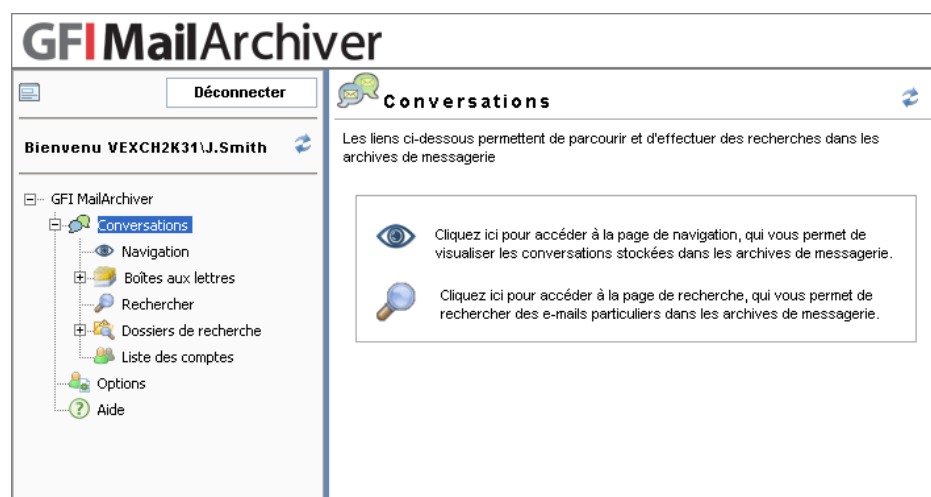 GFI MailArchiver
Déconnecter
Bienvenu VEXCH2K31\J.Smith
GFI MailArchiver
Conversations
Navigation
Boîtes aux lettres
Rechercher
Dossiers de recherche
Liste des comptes
Options
Aide
Conversations
Les liens ci-dessous permettent de parcourir et d'effectuer des recherches dans les
archives de messagerie
Cliquez ici pour accéder à la page de navigation, qui vous permet de
visualiser les conversations stockées dans les archives de messagerie.
Cliquez ici pour accéder à la page de recherche, qui vous permet de
rechercher des e-mails particuliers dans les archives de messagerie.